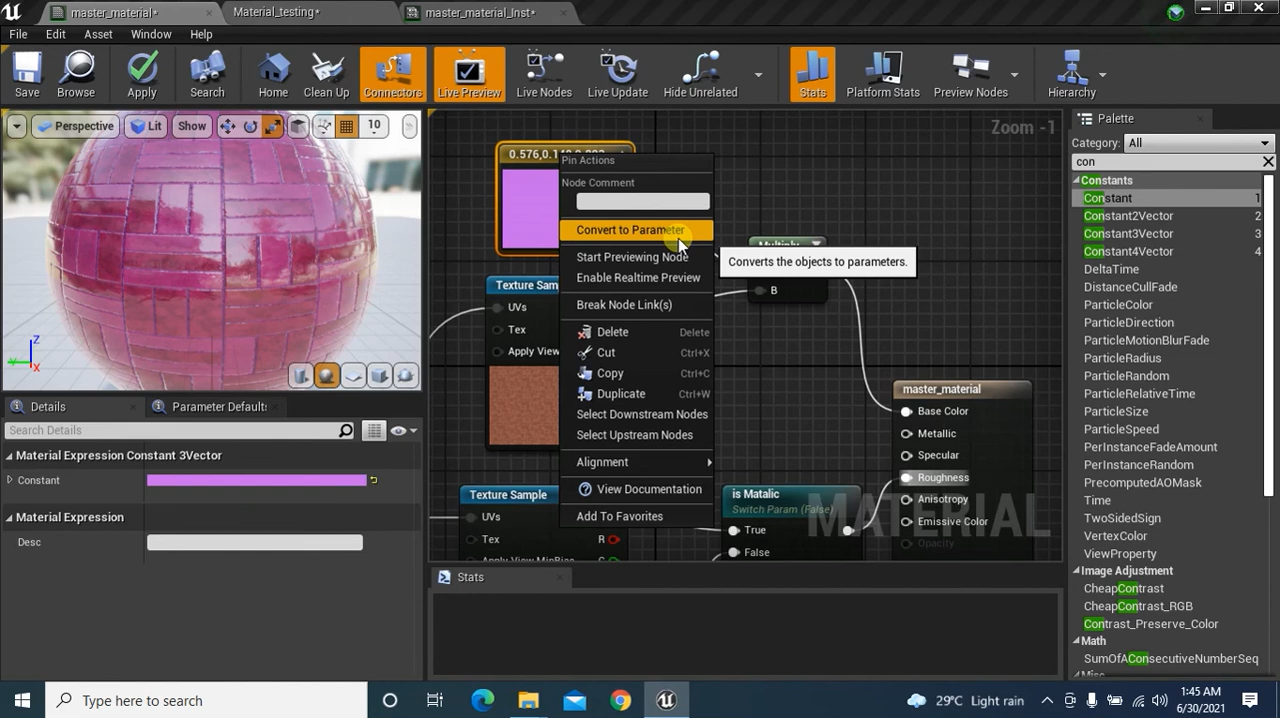 master_material*
Material_testing*
master_material_Inst*
File
Edit
Asset
Window
Help
Save
Browse
Apply
Search
Home
Clean Up
Connectors
Live Preview
Live Nodes
Live Update
Hide Unrelated
Stats
Platform Stats
Preview Nodes
Hierarchy
Perspective
Lit
Show
10
Z
Y
X
Details
Parameter Default:
Search Details
Material Expression Constant 3Vector
Constant
Material Expression
Desc
Zoom -1
Pin Actions
Node Comment
Convert to Parameter
Start Previewing Node
Enable Realtime Preview
Break Node Link(s)
Delete Delete
Cut Ctrl+X
Copy Ctrl+C
Duplicate Ctrl+W
Select Downstream Nodes
Select Upstream Nodes
Alignment
View Documentation
Add To Favorites
Converts the objects to parameters.
B
Texture Sam
UVs
Tex
Apply View
Texture Sample
UVs
Tex
R
is Matalic
Switch Param (False)
True
False
master_material
Base Color
Metallic
Specular
Roughness
Anisotropy
Emissive Color
Opacity
MATERIAL
Stats
Palette
Category: All
con
Constants
Constant 1
Constant2Vector 2
Constant3Vector 3
Constant4Vector 4
DeltaTime
DistanceCullFade
ParticleColor
ParticleDirection
ParticleMotionBlurFade
ParticleRadius
ParticleRandom
ParticleRelativeTime
ParticleSize
ParticleSpeed
PerInstanceFadeAmount
PerInstanceRandom
PrecomputedAOMask
Time
TwoSidedSign
VertexColor
ViewProperty
Image Adjustment
CheapContrast
CheapContrast_RGB
Contrast_Preserve_Color
Math
SumOfAConsecutiveNumberSeq
Type here to search
29°C Light rain
1:45 AM
6/30/2021